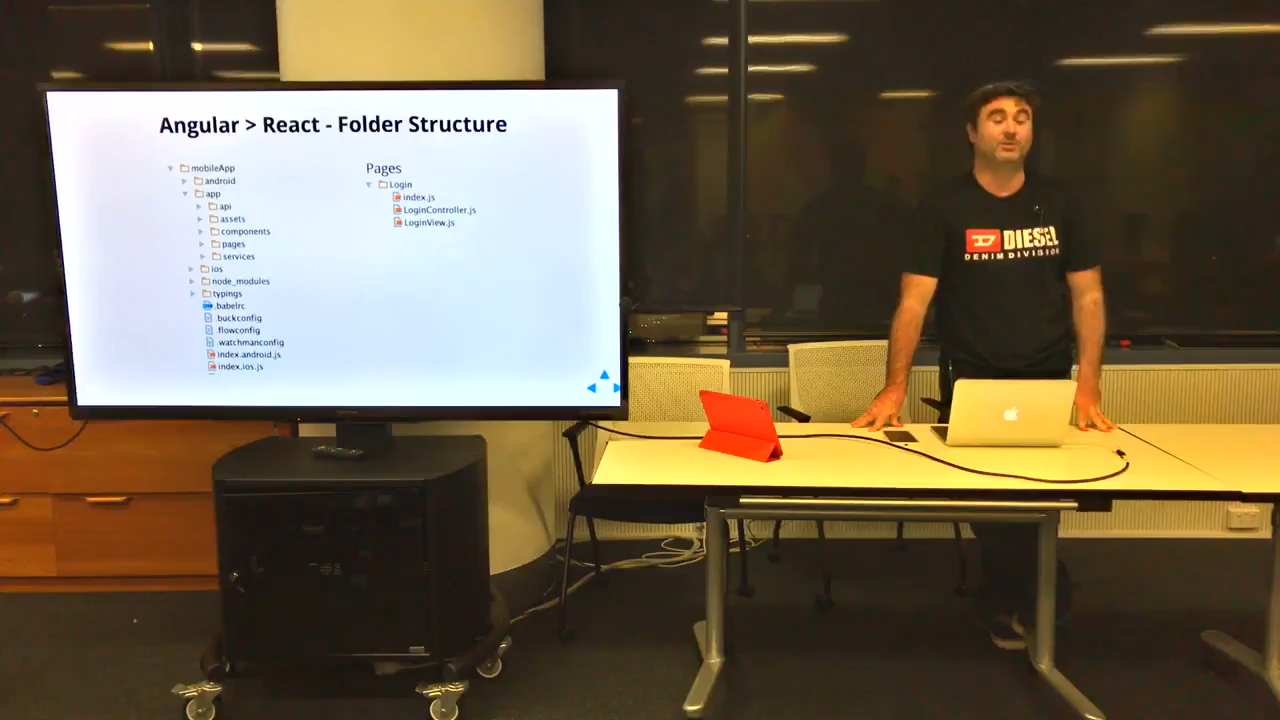 Angular > React - Folder Structure
mobileApp
android
app
api
assets
components
pages
services
ios
node_modules
typings
.babelrc
.buckconfig
.flowconfig
.watchmanconfig
index.android.js
index.ios.js
Pages
Login
index.js
LoginController.js
LoginView.js
DIESEL
DENIM DIVISION